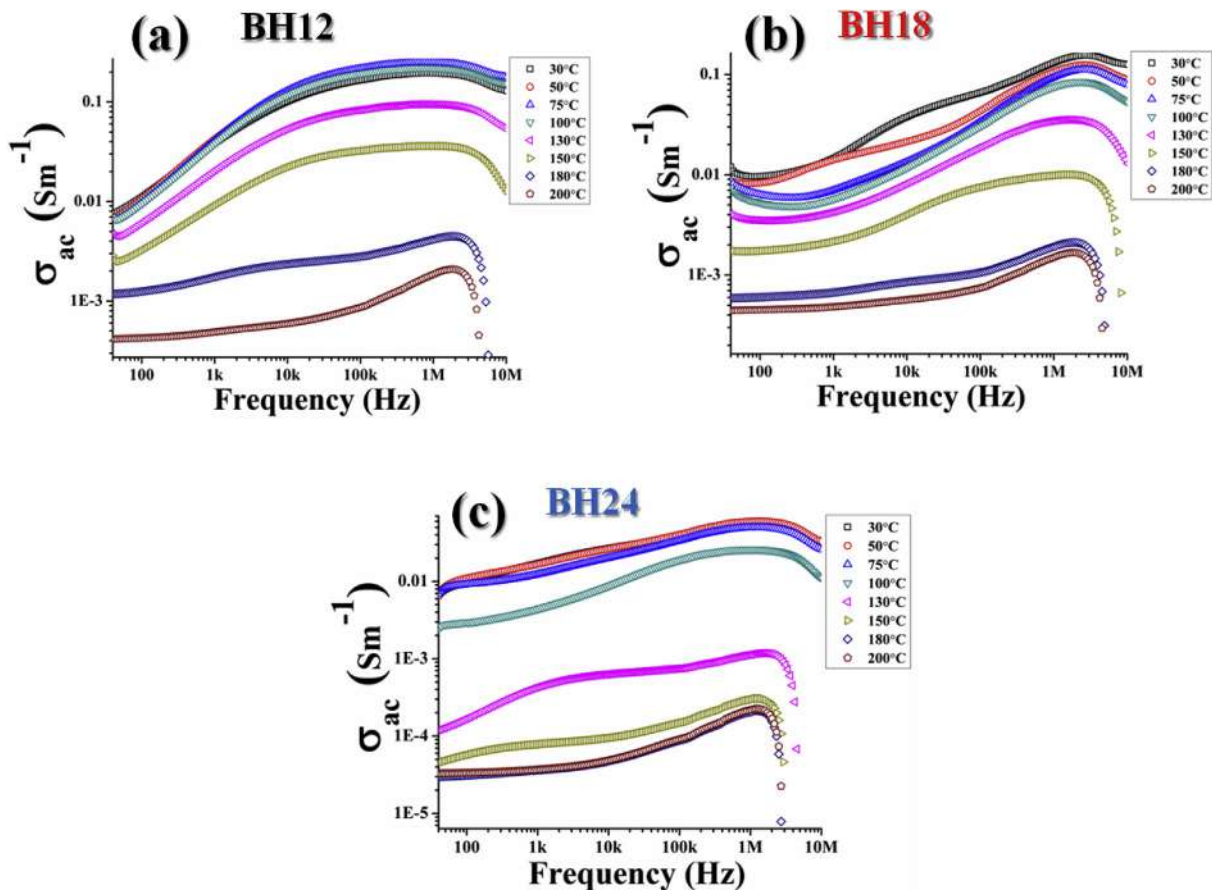 (a) BH12
σac (Sm-1)
0.1
0.01
1E-3
100 1k 10k 100k 1M 10M
Frequency (Hz)
30°C
50°C
75°C
100°C
130°C
150°C
180°C
200°C
(b) BH18
σac (Sm-1)
0.1
0.01
1E-3
100 1k 10k 100k 1M 10M
Frequency (Hz)
30°C
50°C
75°C
100°C
130°C
150°C
180°C
200°C
(c) BH24
σac (Sm-1)
0.01
1E-3
1E-4
1E-5
100 1k 10k 100k 1M 10M
Frequency (Hz)
30°C
50°C
75°C
100°C
130°C
150°C
180°C
200°C